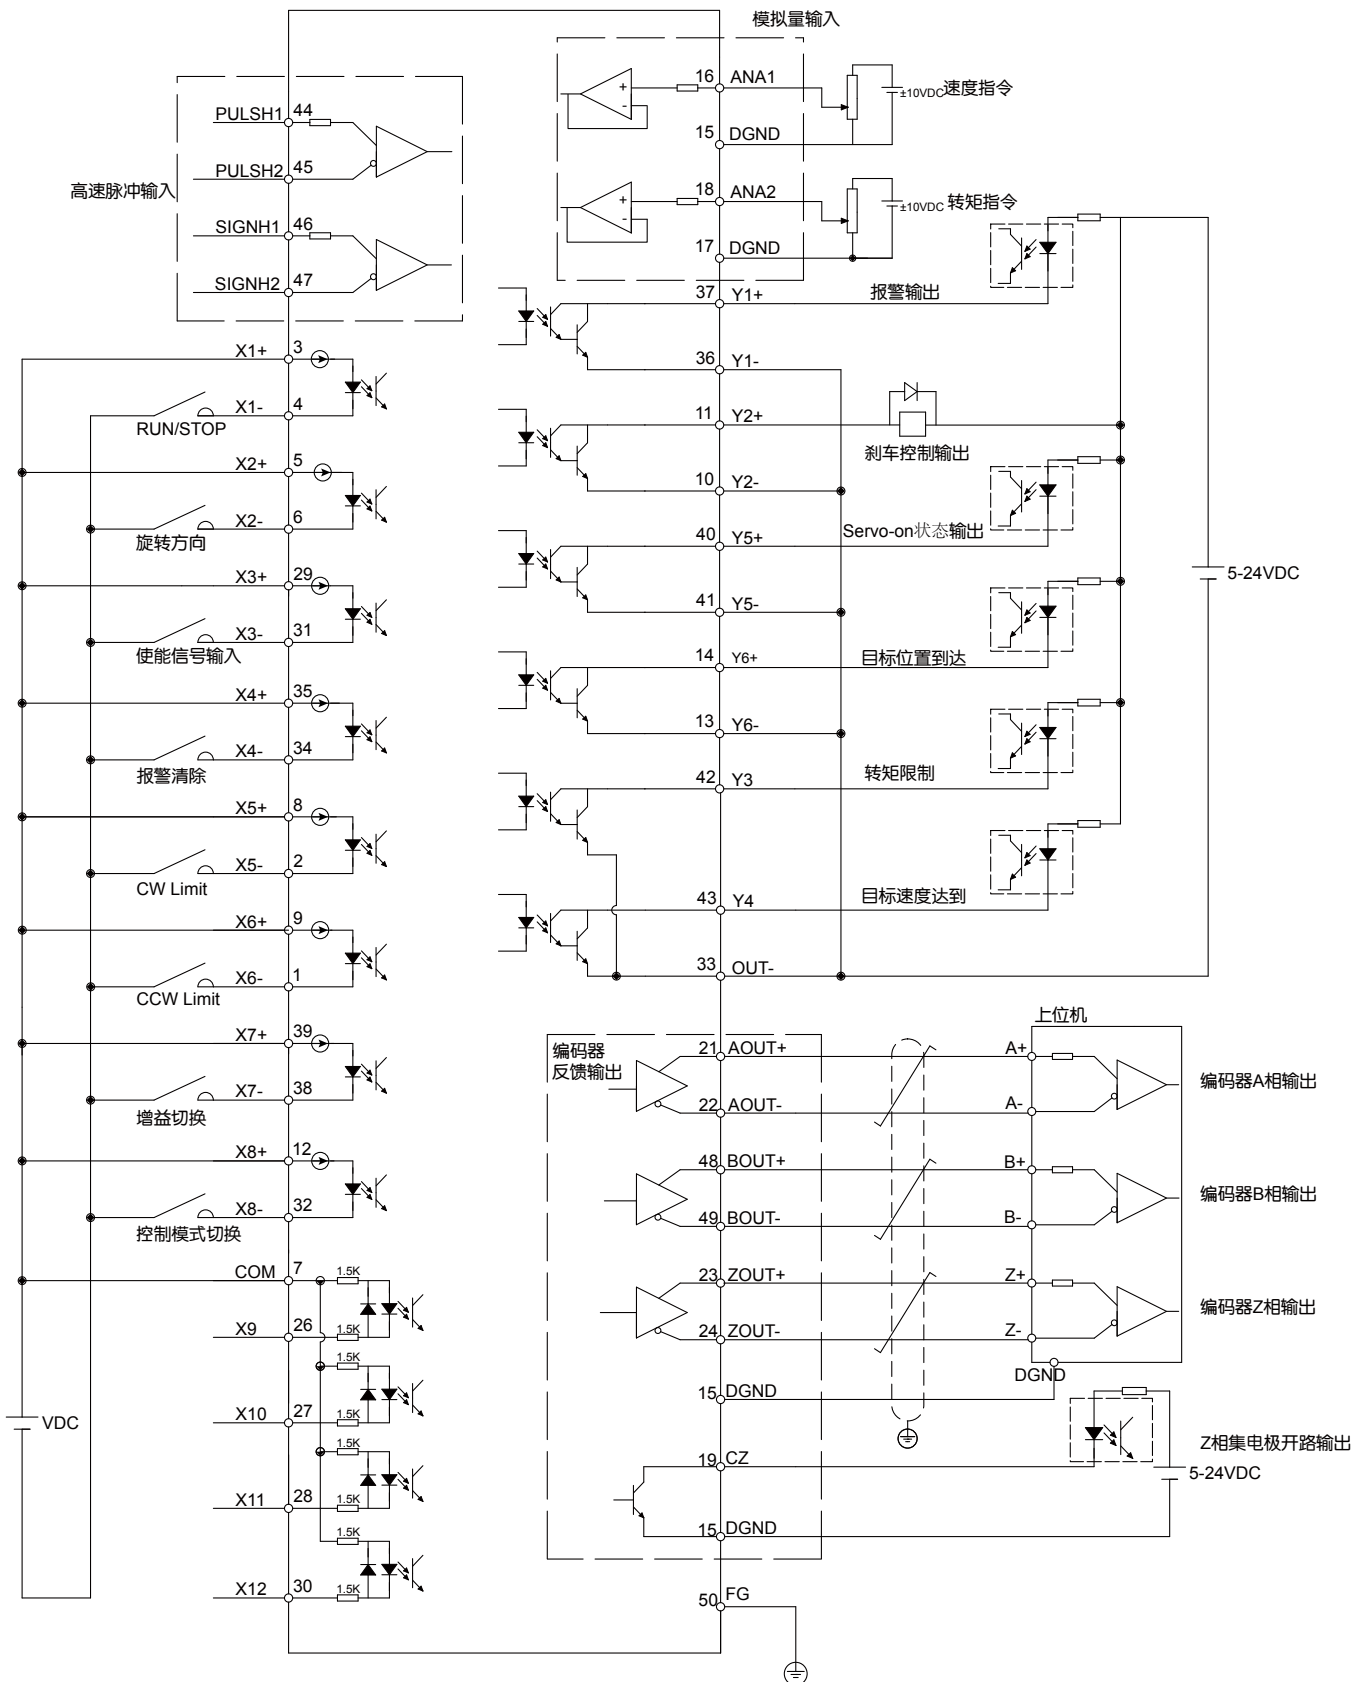 模拟量输入
16 ANA1
±10VDC 速度指令
15 DGND
18 ANA2
±10VDC 转矩指令
17 DGND
高速脉冲输入
PULSH1 44
PULSH2 45
SIGNH1 46
SIGNH2 47
X1+ 3
X1- 4
RUN/STOP
X2+ 5
X2- 6
旋转方向
X3+ 29
X3- 31
使能信号输入
X4+ 35
X4- 34
报警清除
X5+ 8
X5- 2
CW Limit
X6+ 9
X6- 1
CCW Limit
X7+ 39
X7- 38
增益切换
X8+ 12
X8- 32
控制模式切换
COM 7
1.5K
X9 26
1.5K
1.5K
X10 27
1.5K
1.5K
X11 28
1.5K
1.5K
X12 30
1.5K
VDC
37 Y1+ 报警输出
36 Y1-
11 Y2+
刹车控制输出
10 Y2-
40 Y5+ Servo-on状态输出
41 Y5-
14 Y6+ 目标位置到达
13 Y6-
42 Y3 转矩限制
43 Y4 目标速度达到
33 OUT-
5-24VDC
上位机
编码器
反馈输出
21 AOUT+ A+
编码器A相输出
22 AOUT- A-
48 BOUT+ B+
编码器B相输出
49 BOUT- B-
23 ZOUT+ Z+
编码器Z相输出
24 ZOUT- Z-
DGND
15 DGND
19 CZ
Z相集电极开路输出
5-24VDC
15 DGND
50 FG